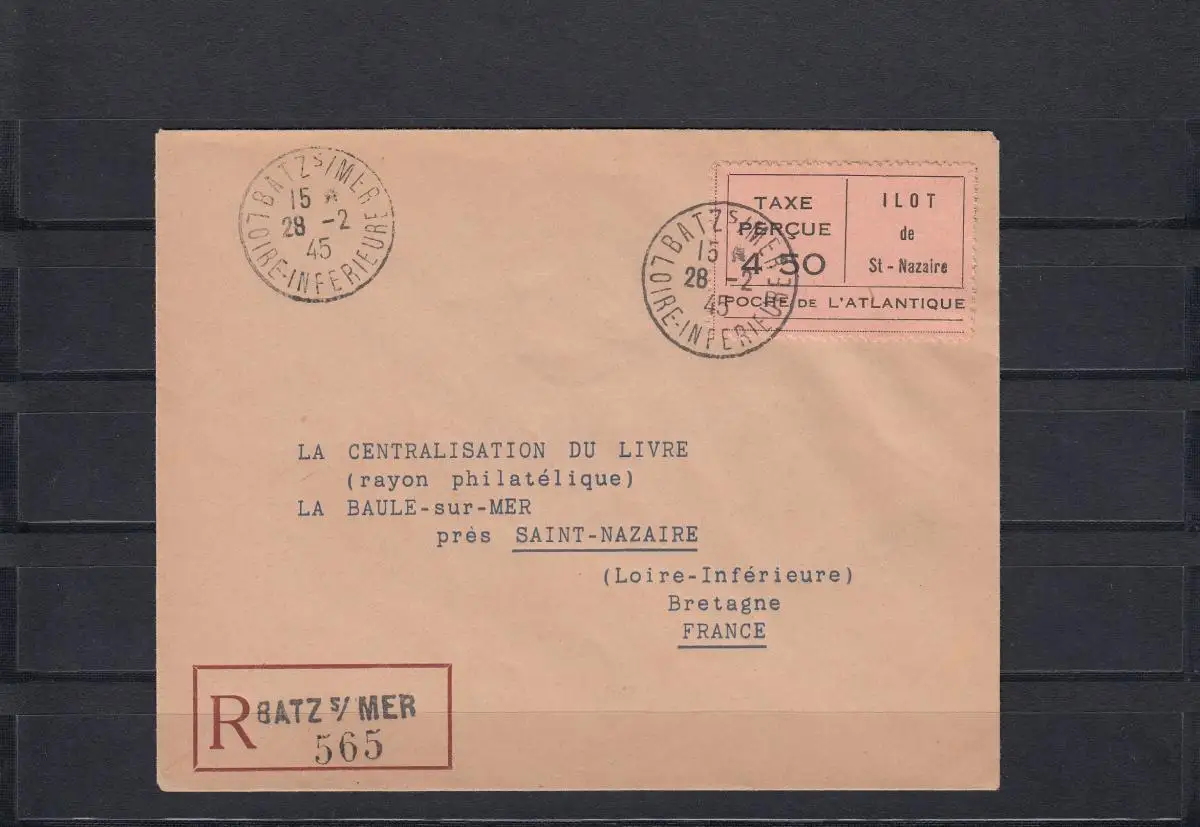 BATZ S/MER
15
28 -2
45
LOIRE-INFERIEURE
BATZ S/MER
15
28 -2
45
LOIRE-INFERIEURE
TAXE
PERÇUE
4 50
ILOT
de
St - Nazaire
POCHE DE L'ATLANTIQUE
LA CENTRALISATION DU LIVRE
(rayon philatélique)
LA BAULE-sur-MER
près SAINT-NAZAIRE
(Loire-Inférieure)
Bretagne
FRANCE
R BATZ S/ MER
565